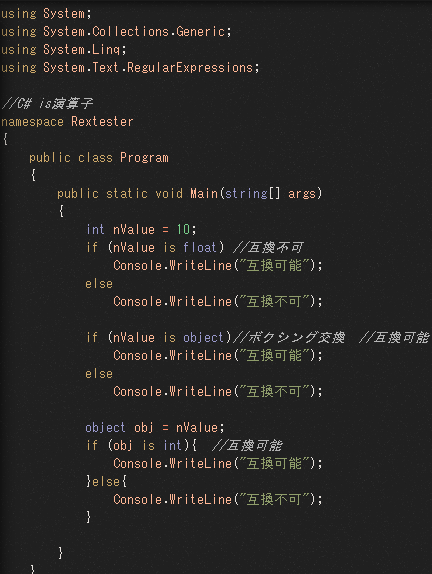 using System;
using System.Collections.Generic;
using System.Linq;
using System.Text.RegularExpressions;

//C# is演算子
namespace Rextester
{
    public class Program
    {
        public static void Main(string[] args)
        {
            int nValue = 10;
            if (nValue is float) //互換不可
                Console.WriteLine("互換可能");
            else
                Console.WriteLine("互換不可");

            if (nValue is object)//ボクシング交換  //互換可能
                Console.WriteLine("互換可能");
            else
                Console.WriteLine("互換不可");

            object obj = nValue;
            if (obj is int){  //互換可能
                Console.WriteLine("互換可能");
            }else{
                Console.WriteLine("互換不可");
            }

        }
    }